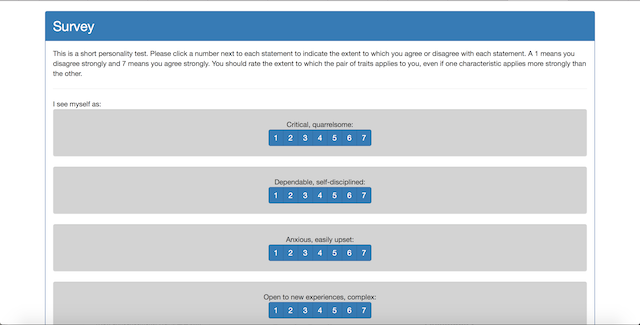 Survey
This is a short personality test. Please click a number next to each statement to indicate the extent to which you agree or disagree with each statement. A 1 means you
disagree strongly and 7 means you agree strongly. You should rate the extent to which the pair of traits applies to you, even if one characteristic applies more strongly than
the other.
I see myself as:
Critical, quarrelsome:
1 2 3 4 5 6 7
Dependable, self-disciplined:
1 2 3 4 5 6 7
Anxious, easily upset:
1 2 3 4 5 6 7
Open to new experiences, complex:
1 2 3 4 5 6 7